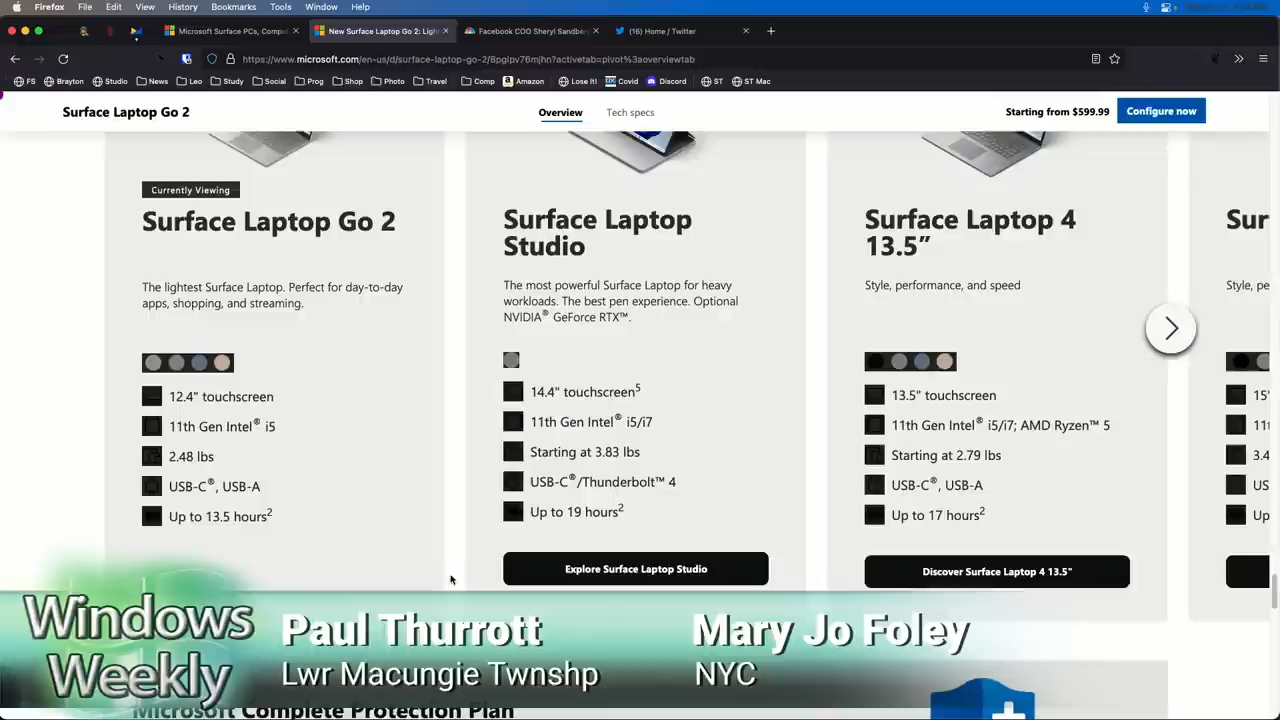 Firefox File Edit View History Bookmarks Tools Window Help
Microsoft Surface PCs, Comput
New Surface Laptop Go 2: Ligh
Facebook COO Sheryl Sandber
(16) Home / Twitter
https://www.microsoft.com/en-us/d/surface-laptop-go-2/8pglpv76mjhn?activetab=pivot%3aoverviewtab
FS Brayton Studio News Leo Study Social Prog Shop Photo Travel Comp Amazon Lose It! Covid Discord ST ST Mac
Surface Laptop Go 2
Overview
Tech specs
Starting from $599.99
Configure now
Currently Viewing
Surface Laptop Go 2
The lightest Surface Laptop. Perfect for day-to-day
apps, shopping, and streaming.
12.4" touchscreen
11th Gen Intel® i5
2.48 lbs
USB-C®, USB-A
Up to 13.5 hours2
Surface Laptop
Studio
The most powerful Surface Laptop for heavy
workloads. The best pen experience. Optional
NVIDIA® GeForce RTX™.
14.4" touchscreen5
11th Gen Intel® i5/i7
Starting at 3.83 lbs
USB-C®/Thunderbolt™ 4
Up to 19 hours2
Explore Surface Laptop Studio
Surface Laptop 4
13.5”
Style, performance, and speed
13.5" touchscreen
11th Gen Intel® i5/i7; AMD Ryzen™ 5
Starting at 2.79 lbs
USB-C®, USB-A
Up to 17 hours2
Discover Surface Laptop 4 13.5"
Sur
Style, pe
15"
11t
3.4
US
Up
Windows
Weekly
Paul Thurrott
Lwr Macungie Twnshp
Mary Jo Foley
NYC
Microsoft Complete Protection Plan